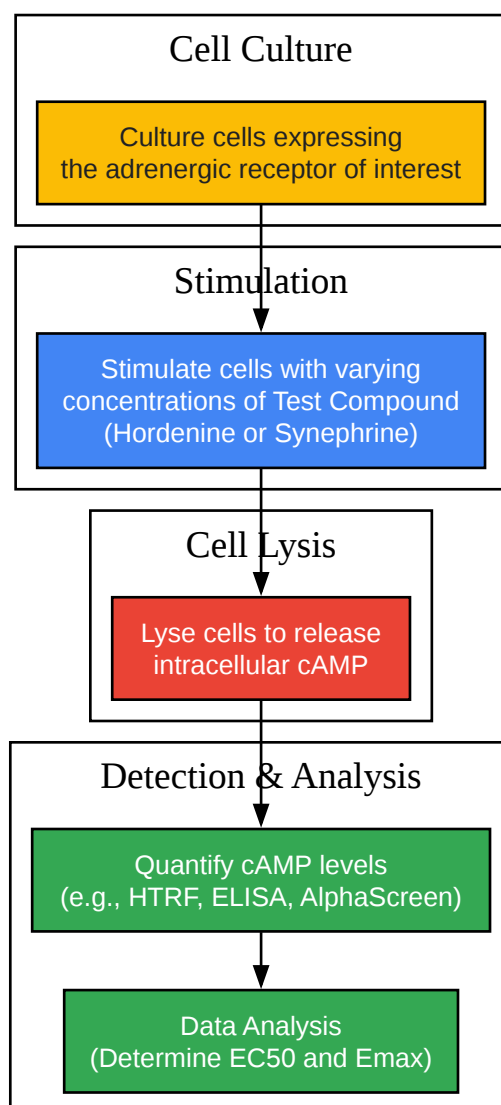 Cell Culture
Culture cells expressing
the adrenergic receptor of interest
Stimulation
Stimulate cells with varying
concentrations of Test Compound
(Hordenine or Synephrine)
Cell Lysis
Lyse cells to release
intracellular cAMP
Detection & Analysis
Quantify cAMP levels
(e.g., HTRF, ELISA, AlphaScreen)
Data Analysis
(Determine EC50 and Emax)